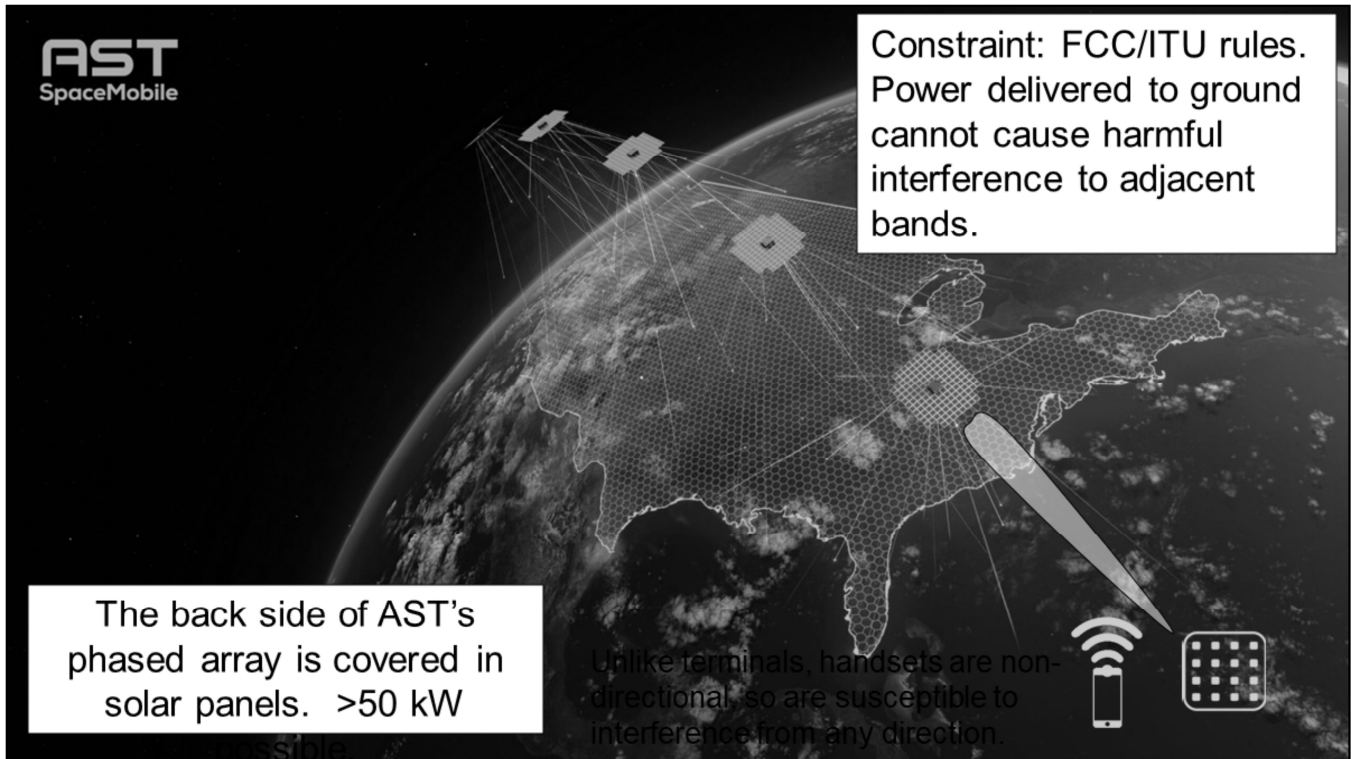 AST
SpaceMobile
Constraint: FCC/ITU rules.
Power delivered to ground
cannot cause harmful
interference to adjacent
bands.
The back side of AST’s
phased array is covered in
solar panels. >50 kW
possible.
Unlike terminals, handsets are non-
directional, so are susceptible to
interference from any direction.